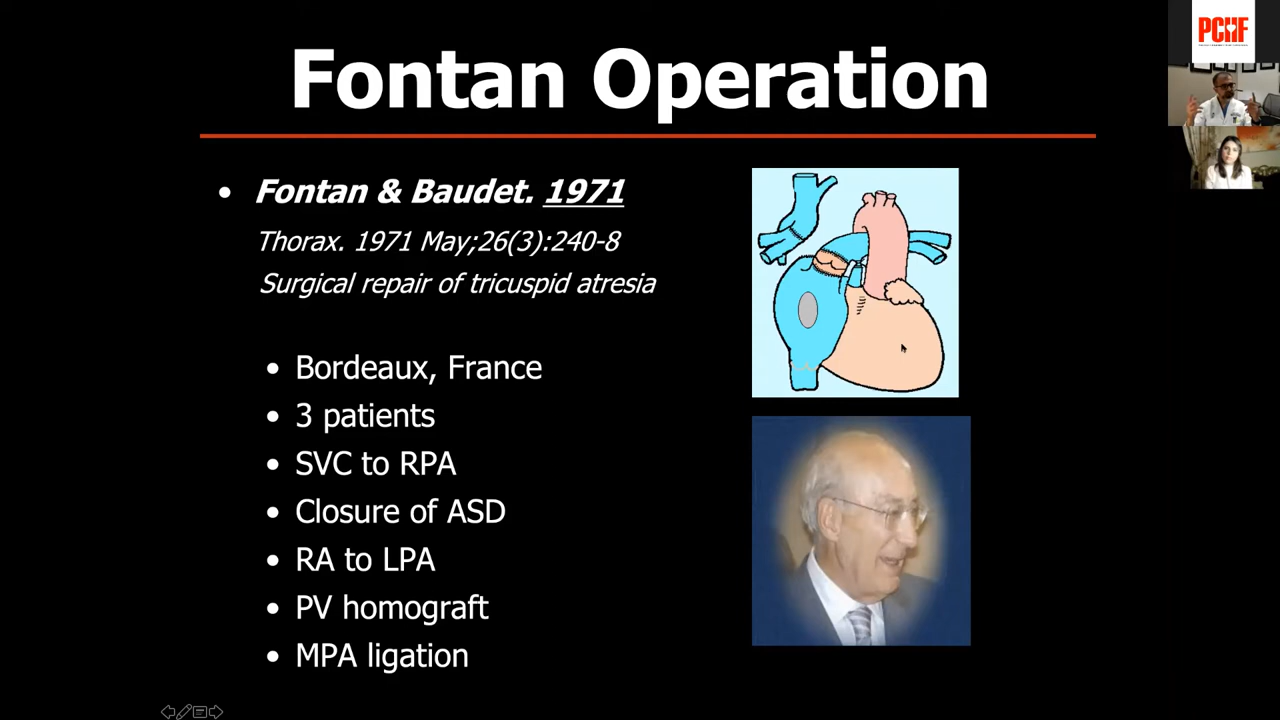 Fontan Operation
• Fontan & Baudet. 1971
Thorax. 1971 May;26(3):240-8
Surgical repair of tricuspid atresia
• Bordeaux, France
• 3 patients
• SVC to RPA
• Closure of ASD
• RA to LPA
• PV homograft
• MPA ligation